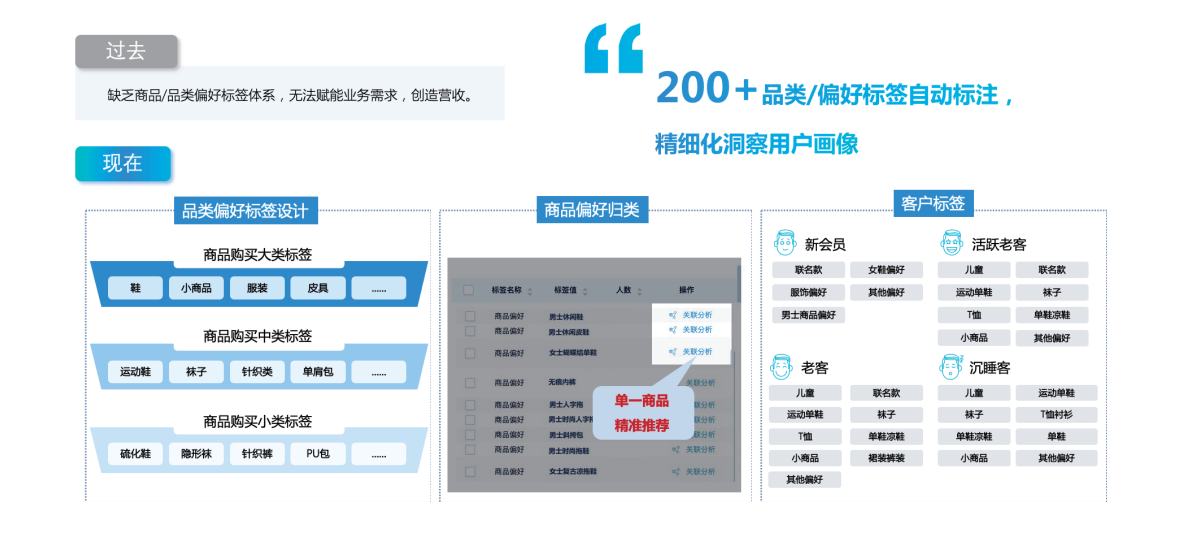 过去
缺乏商品/品类偏好标签体系，无法赋能业务需求，创造营收。
200+品类/偏好标签自动标注，
精细化洞察用户画像
现在
品类偏好标签设计
商品购买大类标签
鞋 小商品 服装 皮具 ......
商品购买中类标签
运动鞋 袜子 针织类 单肩包 ......
商品购买小类标签
硫化鞋 隐形袜 针织裤 PU包 ......
商品偏好归类
标签名称 标签值 人数 操作
商品偏好 男士休闲鞋 关联分析
商品偏好 男士休闲皮鞋 关联分析
商品偏好 女士蝴蝶结单鞋 关联分析
商品偏好 无痕内裤 关联分析
商品偏好 男士人字拖 联分析
商品偏好 男士时尚人字 联分析
商品偏好 男士斜挎包 联分析
商品偏好 男士时尚拖鞋 关联分析
商品偏好 女士复古凉拖鞋 关联分析
单一商品
精准推荐
客户标签
新会员
联名款 女鞋偏好
服饰偏好 其他偏好
男士商品偏好
活跃老客
儿童 联名款
运动单鞋 袜子
T恤 单鞋凉鞋
小商品 其他偏好
老客
儿童 联名款
运动单鞋 袜子
T恤 单鞋凉鞋
小商品 裙装裤装
其他偏好
沉睡客
儿童 运动单鞋
袜子 T恤衬衫
单鞋凉鞋 单鞋
小商品 其他偏好